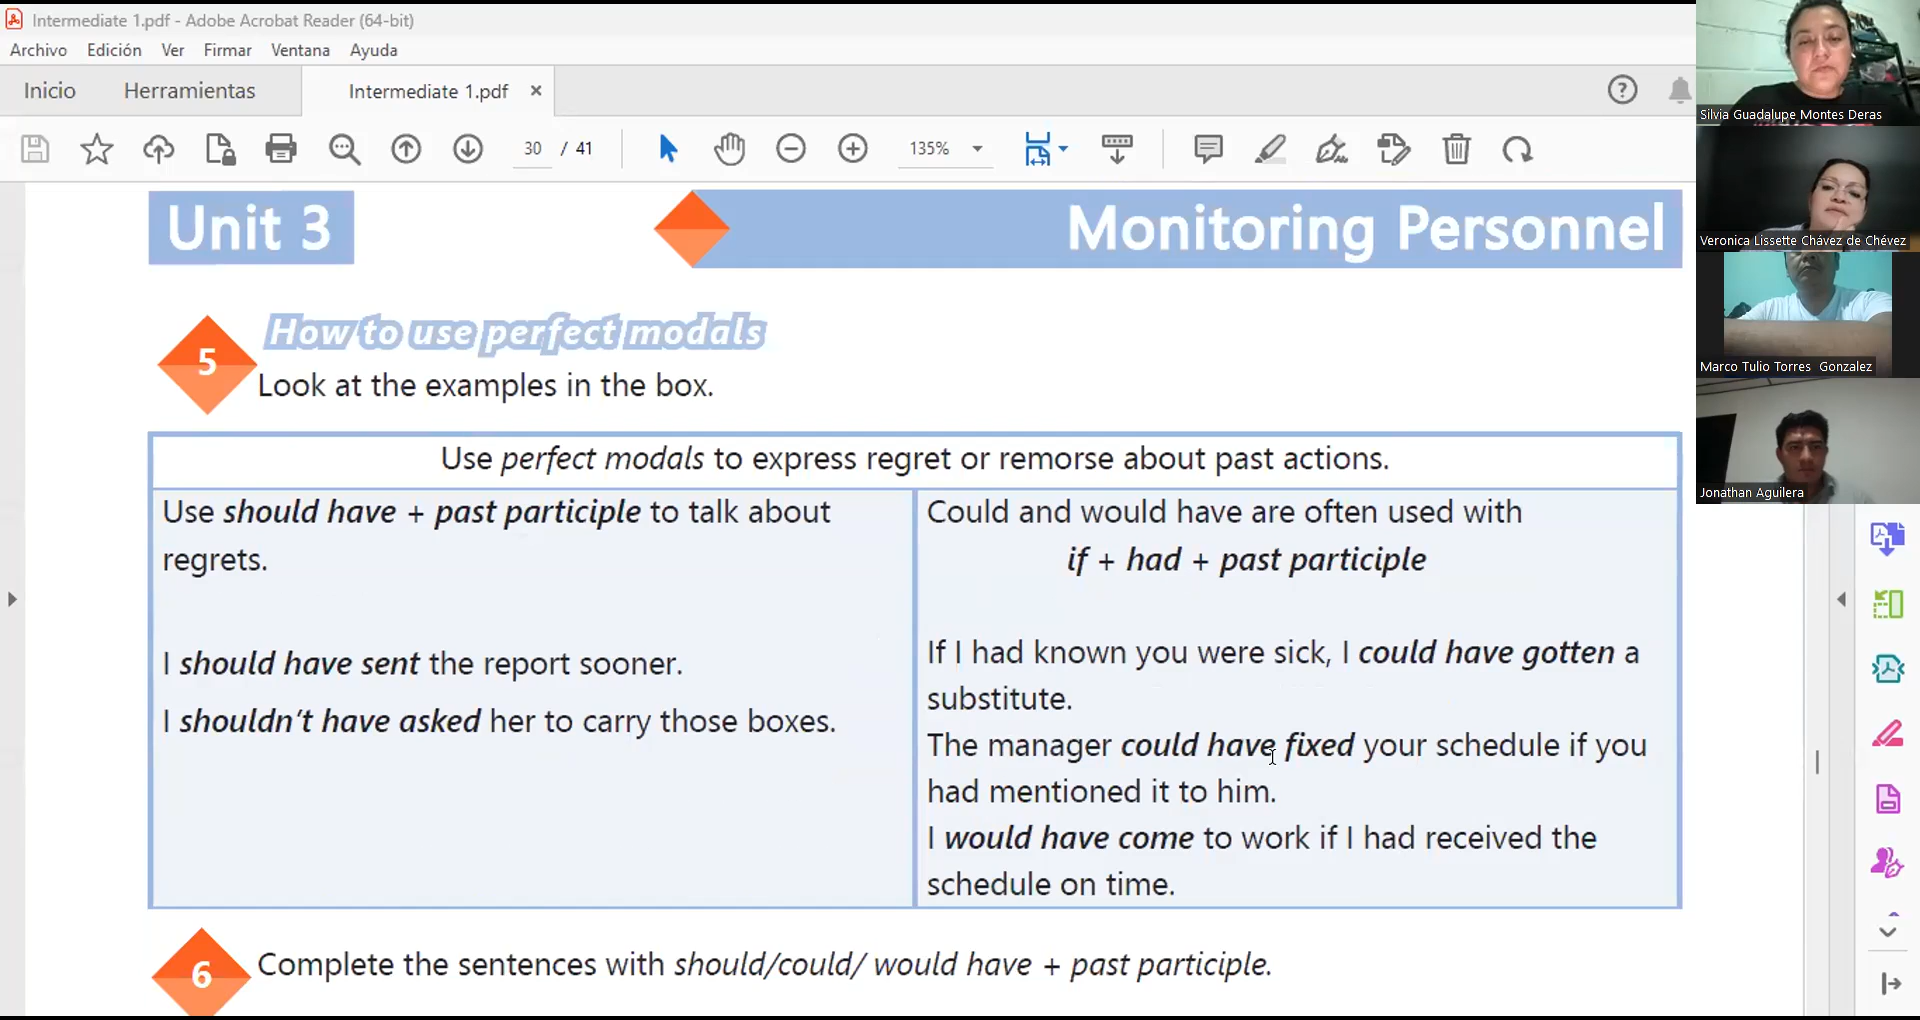 Intermediate 1.pdf - Adobe Acrobat Reader (64-bit)
Archivo Edición Ver Firmar Ventana Ayuda
Inicio Herramientas Intermediate 1.pdf ×
30 / 41 135%
Unit 3 Monitoring Personnel
5 How to use perfect modals
Look at the examples in the box.
Use perfect modals to express regret or remorse about past actions.
Use should have + past participle to talk about
regrets.
I should have sent the report sooner.
I shouldn't have asked her to carry those boxes.
Could and would have are often used with
if + had + past participle
If I had known you were sick, I could have gotten a
substitute.
The manager could have fixed your schedule if you
had mentioned it to him.
I would have come to work if I had received the
schedule on time.
6 Complete the sentences with should/could/ would have + past participle.
Silvia Guadalupe Montes Deras
Veronica Lissette Chávez de Chévez
Marco Tulio Torres Gonzalez
Jonathan Aguilera